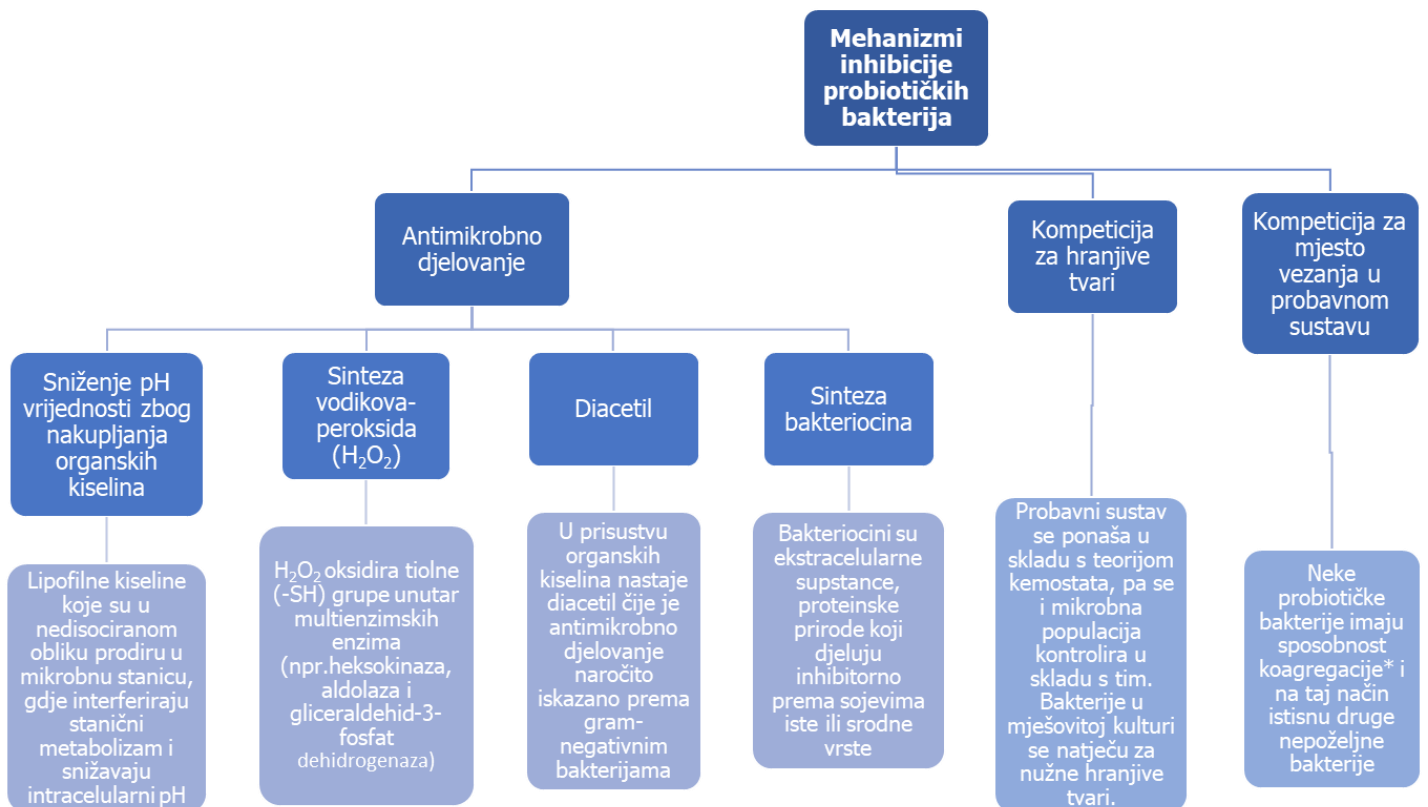 Mehanizmi
inhibicije
probiotičkih
bakterija
Antimikrobno
djelovanje
Kompeticija
za hranjive
tvari
Kompeticija za
mjesto
vezanja u
probavnom
sustavu
Sniženje pH
vrijednosti zbog
nakupljanja
organskih
kiselina
Sinteza
vodikova-
peroksida
(H₂O₂)
Diacetil
Sinteza
bakteriocina
Lipofilne kiseline
koje su u
nedisociranom
obliku prodiru u
mikrobnu stanicu,
gdje interferiraju
stanični
metabolizam i
snižavaju
intracelularni pH
H₂O₂ oksidira tiolne
(-SH) grupe unutar
multienzimskih
enzima
(npr.heksokinaza,
aldolaza i
gliceraldehid-3-
fosfat
dehidrogenaza)
U prisustvu
organskih
kiselina nastaje
diacetil čije je
antimikrobno
djelovanje
naročito
iskazano prema
gram-
negativnim
bakterijama
Bakteriocini su
ekstracelularne
supstance,
proteinske
prirode koji
djeluju
inhibitorno
prema sojevima
iste ili srodne
vrste
Probavni sustav
se ponaša u
skladu s teorijom
kemostata, pa se
i mikrobna
populacija
kontrolira u
skladu s tim.
Bakterije u
mješovitoj kulturi
se natječu za
nužne hranjive
tvari.
Neke
probiotičke
bakterije imaju
sposobnost
koagregacije* i
na taj način
istisnu druge
nepoželjne
bakterije